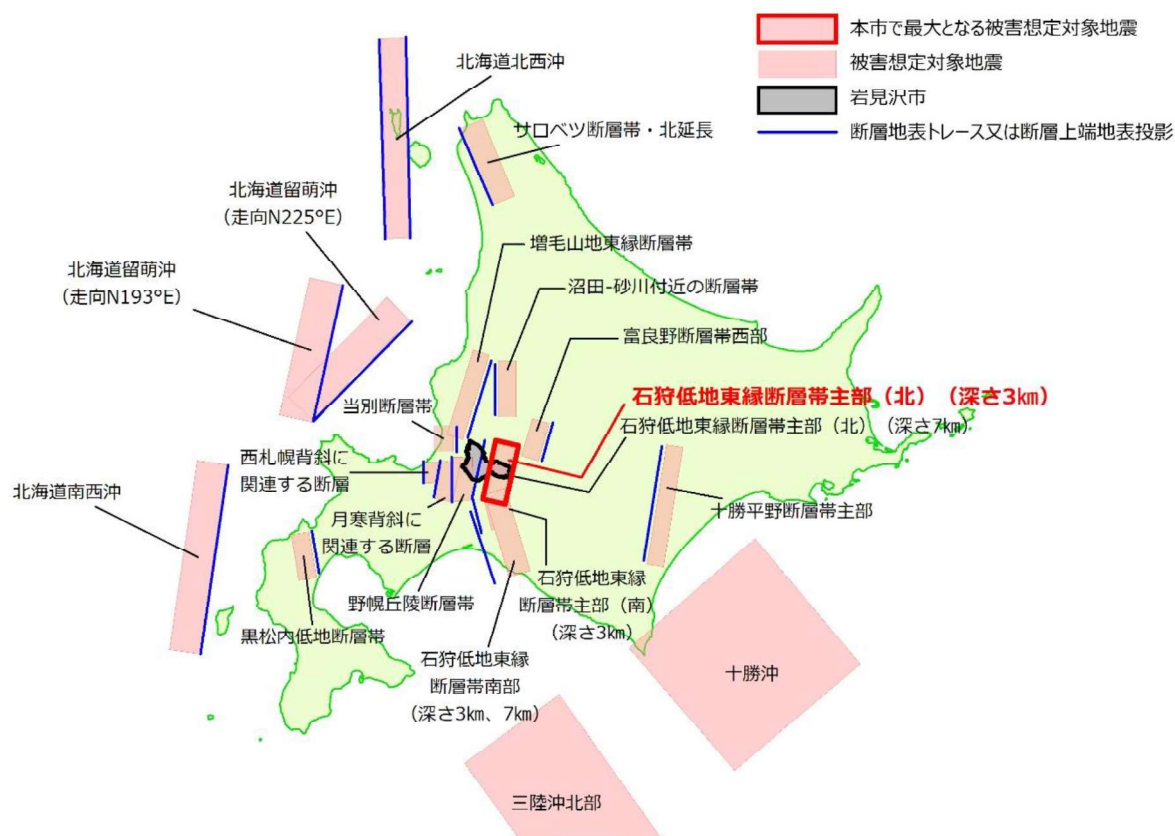 本市で最大となる被害想定対象地震
被害想定対象地震
岩見沢市
断層地表トレース又は断層上端地表投影
北海道北西沖
サロベツ断層帯・北延長
北海道留萌沖
（走向N225°E）
増毛山地東縁断層帯
北海道留萌沖
（走向N193°E）
沼田-砂川付近の断層帯
富良野断層帯西部
石狩低地東縁断層帯主部（北）（深さ3km）
当別断層帯
石狩低地東縁断層帯主部（北）（深さ7km）
西札幌背斜に
関連する断層
北海道南西沖
十勝平野断層帯主部
月寒背斜に
関連する断層
石狩低地東縁
断層帯主部（南）
（深さ3km）
野幌丘陵断層帯
黒松内低地断層帯
石狩低地東縁
断層帯南部
（深さ3km、7km）
十勝沖
三陸沖北部